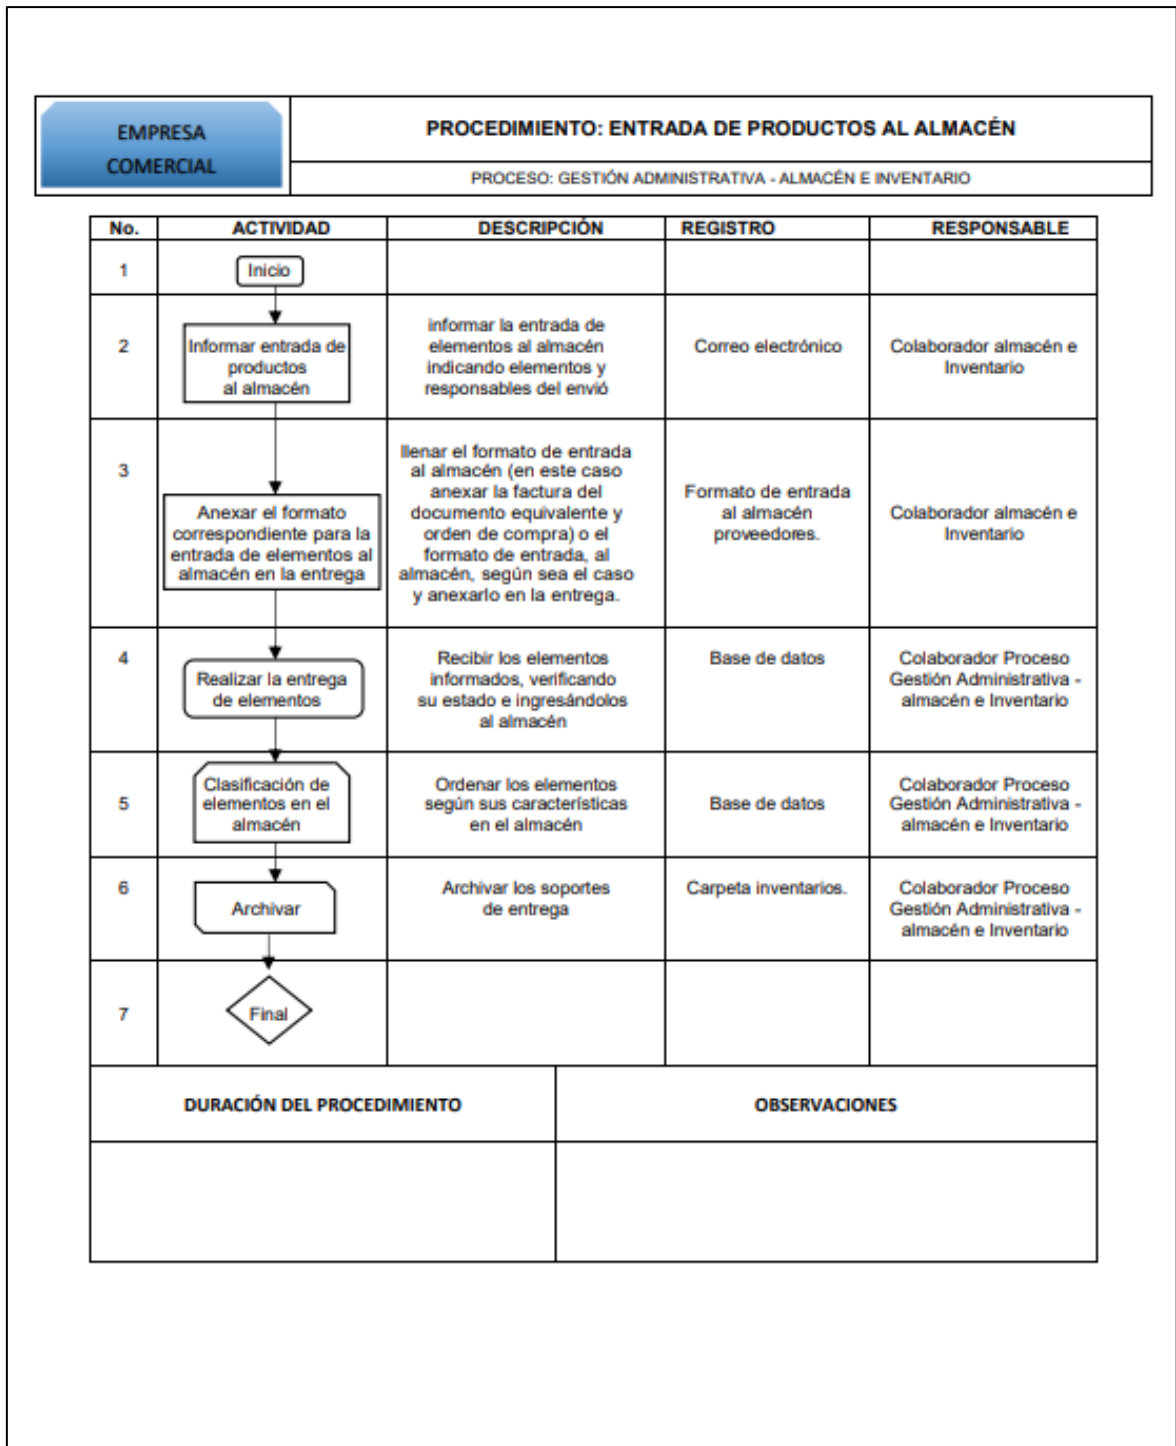 EMPRESA
COMERCIAL
PROCEDIMIENTO: ENTRADA DE PRODUCTOS AL ALMACÉN
PROCESO: GESTIÓN ADMINISTRATIVA - ALMACÉN E INVENTARIO
No.
ACTIVIDAD
DESCRIPCIÓN
REGISTRO
RESPONSABLE
1
Inicio
2
Informar entrada de
productos
al almacén
informar la entrada de
elementos al almacén
indicando elementos y
responsables del envió
Correo electrónico
Colaborador almacén e
Inventario
3
Anexar el formato
correspondiente para la
entrada de elementos al
almacén en la entrega
llenar el formato de entrada
al almacén (en este caso
anexar la factura del
documento equivalente y
orden de compra) o el
formato de entrada, al
almacén, según sea el caso
y anexarlo en la entrega.
Formato de entrada
al almacén
proveedores.
Colaborador almacén e
Inventario
4
Realizar la entrega
de elementos
Recibir los elementos
informados, verificando
su estado e ingresándolos
al almacén
Base de datos
Colaborador Proceso
Gestión Administrativa -
almacén e Inventario
5
Clasificación de
elementos en el
almacén
Ordenar los elementos
según sus características
en el almacén
Base de datos
Colaborador Proceso
Gestión Administrativa -
almacén e Inventario
6
Archivar
Archivar los soportes
de entrega
Carpeta inventarios.
Colaborador Proceso
Gestión Administrativa -
almacén e Inventario
7
Final
DURACIÓN DEL PROCEDIMIENTO
OBSERVACIONES